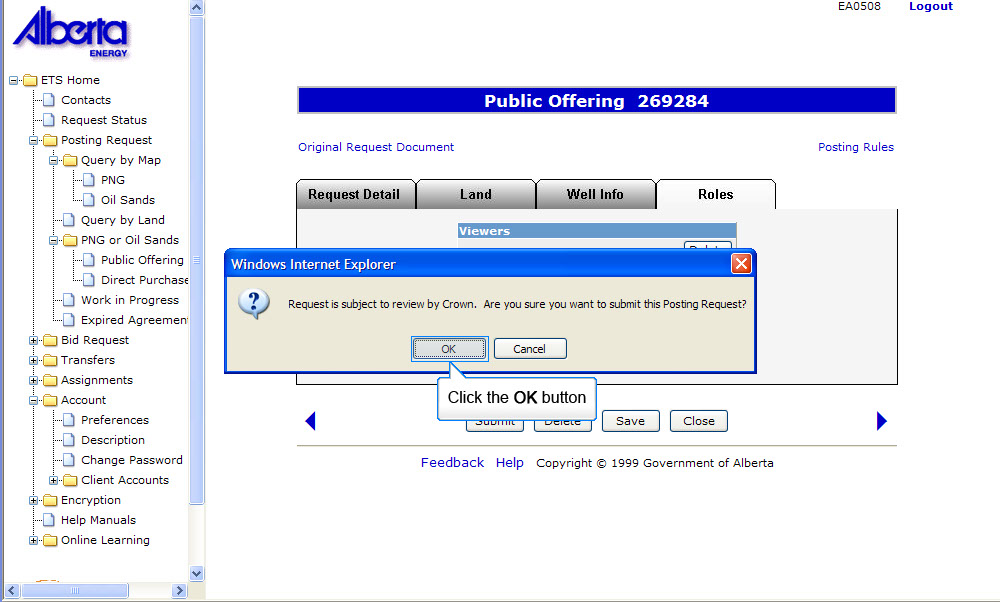 Alberta
ENERGY
ETS Home
Contacts
Request Status
Posting Request
Query by Map
PNG
Oil Sands
Query by Land
PNG or Oil Sands
Public Offering
Direct Purchase
Work in Progress
Expired Agreemen
Bid Request
Transfers
Assignments
Account
Preferences
Description
Change Password
Client Accounts
Encryption
Help Manuals
Online Learning
EA0508 Logout
Public Offering 269284
Original Request Document Posting Rules
Request Detail Land Well Info Roles
Viewers
Delete
Windows Internet Explorer
Request is subject to review by Crown. Are you sure you want to submit this Posting Request?
OK Cancel
Click the OK button
Submit Delete Save Close
Feedback Help Copyright © 1999 Government of Alberta